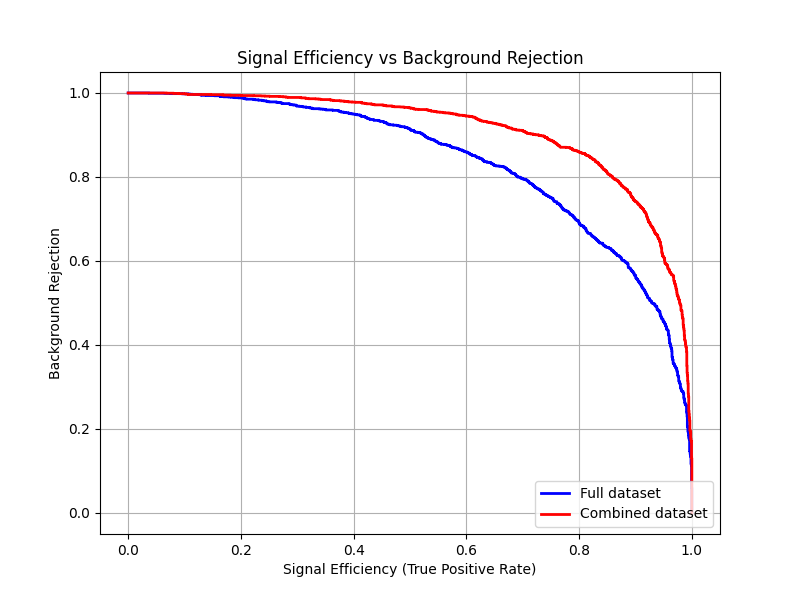 Signal Efficiency vs Background Rejection
1.0
0.8
0.6
0.4
0.2
0.0
Background Rejection
Full dataset
Combined dataset
0.0 0.2 0.4 0.6 0.8 1.0
Signal Efficiency (True Positive Rate)